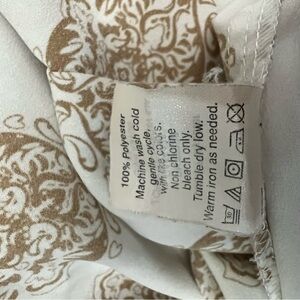 100% Polyester
Machine wash cold
gentle cycle,
with like colors.
Non chlorine
bleach only.
Tumble dry low.
Warm iron as needed.